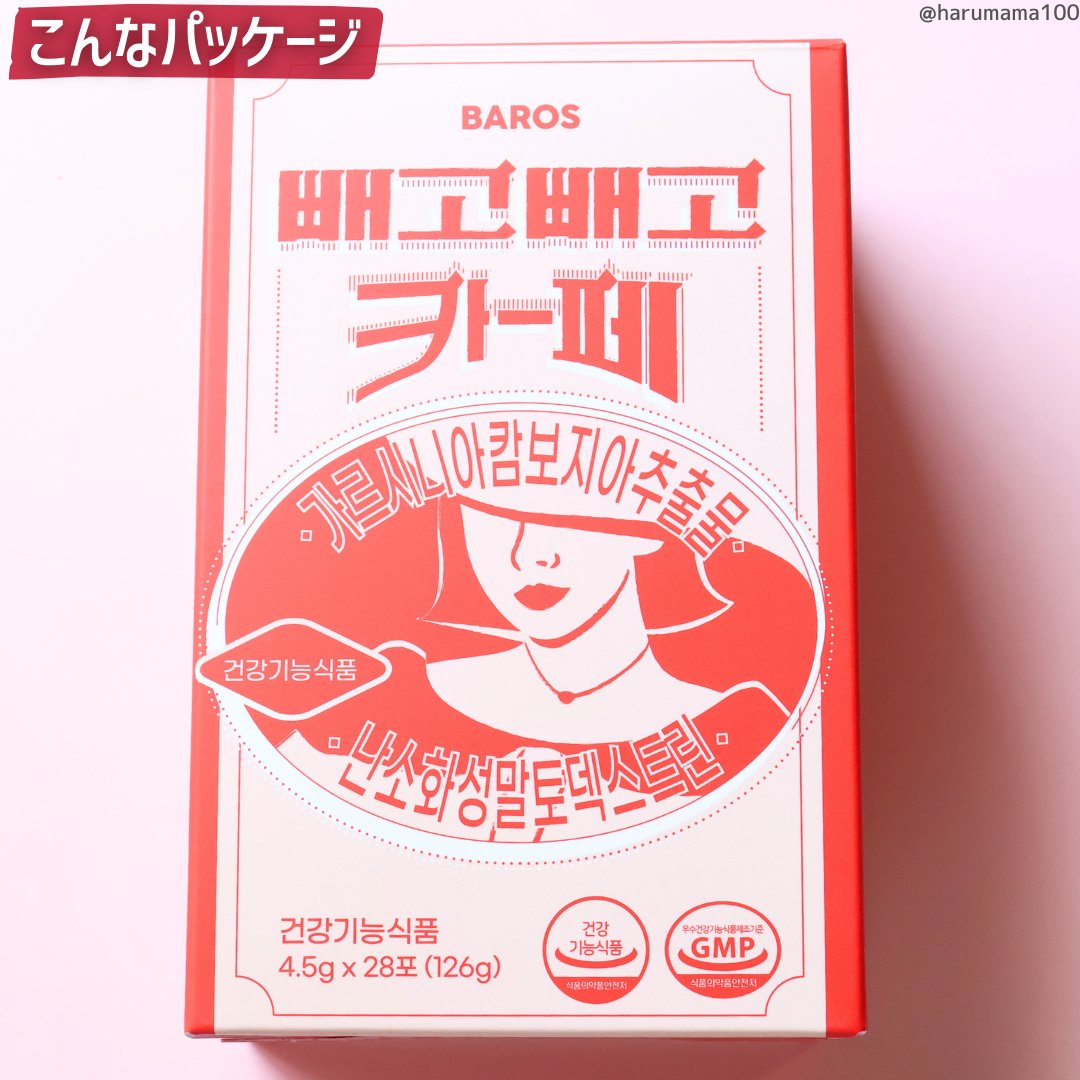 こんなパッケージ
@harumama100
BAROS
빼고빼고
카페
·가르시니아캄보지아추출물·
건강기능식품
·난소화성말토덱스트린·
건강기능식품
4.5g x 28포 (126g)
건강
기능식품
식품의약품안전처
우수건강기능식품제조기준
GMP
식품의약품안전처